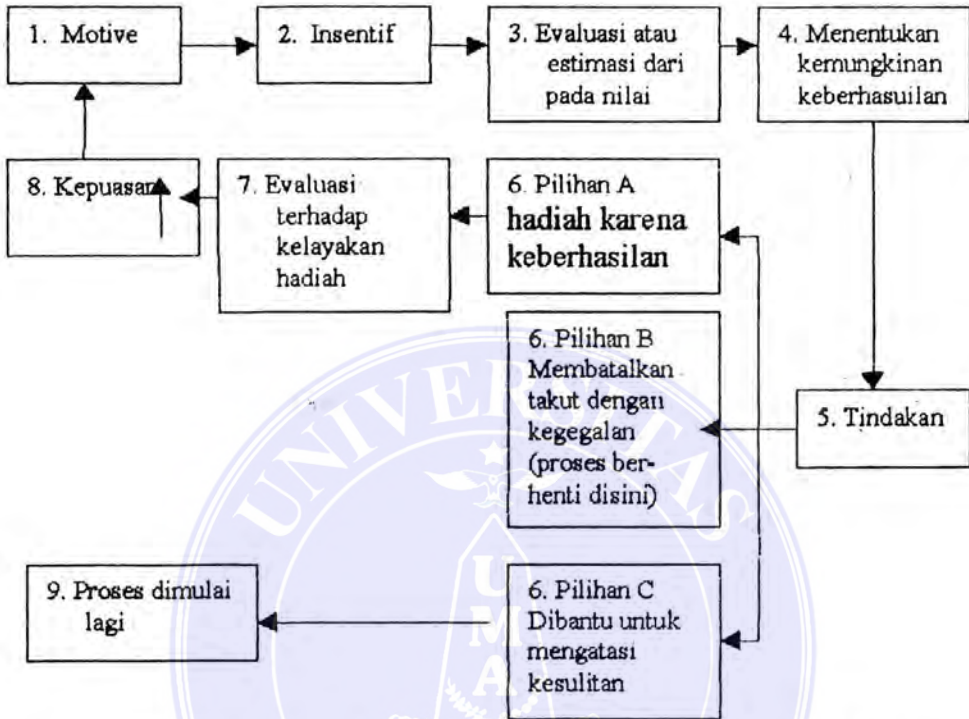 1. Motive
2. Insentif
3. Evaluasi atau
estimasi dari
pada nilai
4. Menentukan
kemungkinan
keberhasuilan
8. Kepuasan
7. Evaluasi
terhadap
kelayakan
hadiah
6. Pilihan A
hadiah karena
keberhasilan
6. Pilihan B
Membatalkan
takut dengan
kegegalan
(proses ber-
henti disini)
5. Tindakan
9. Proses dimulai
lagi
6. Pilihan C
Dibantu untuk
mengatasi
kesulitan
UNIVERSITAS
UMA